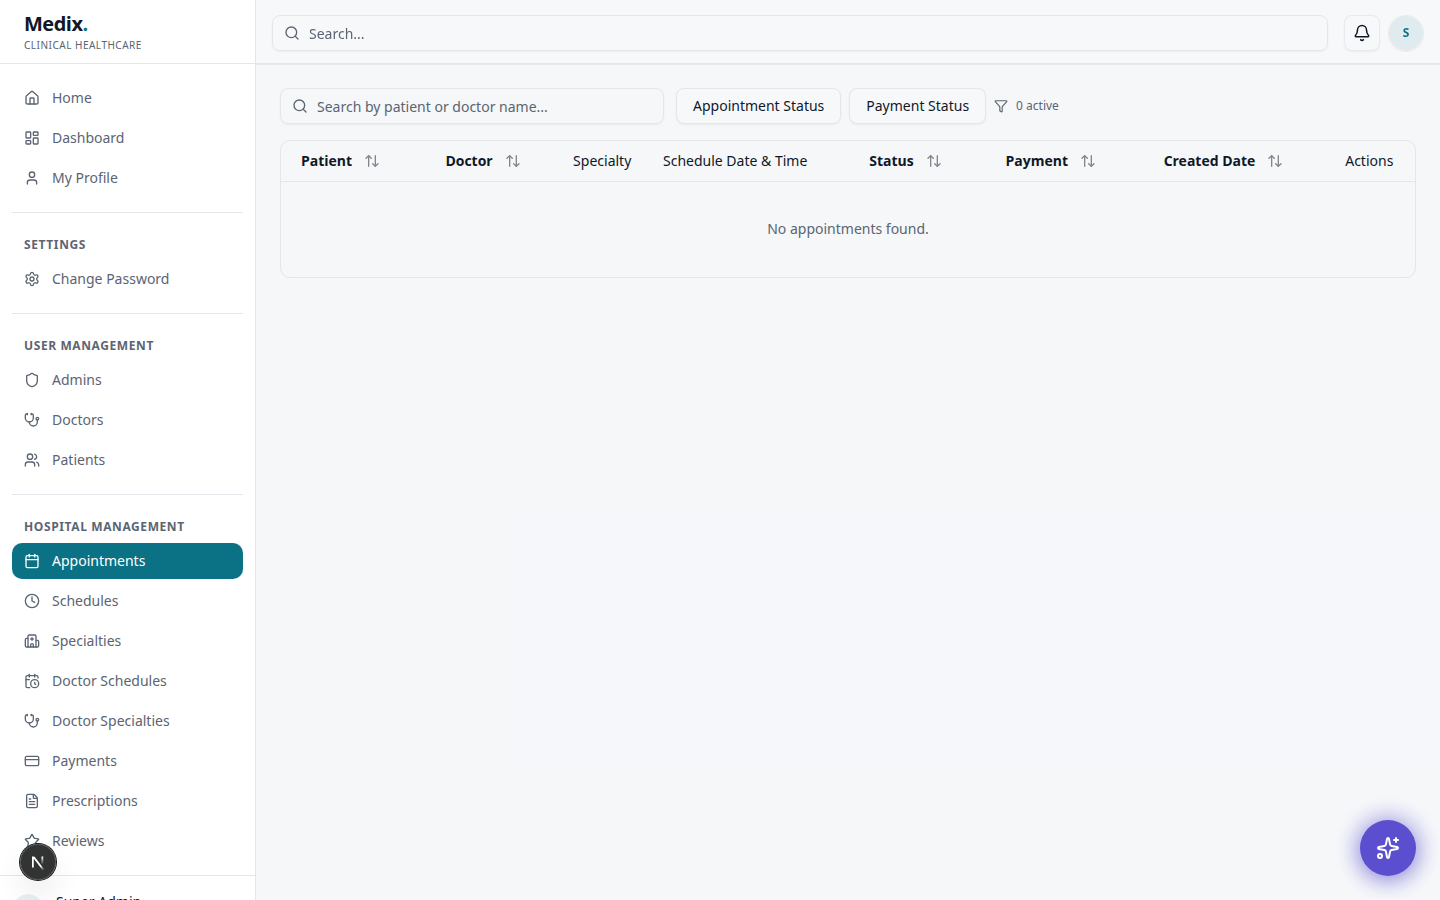 Medix.
CLINICAL HEALTHCARE
Home
Dashboard
My Profile
SETTINGS
Change Password
USER MANAGEMENT
Admins
Doctors
Patients
HOSPITAL MANAGEMENT
Appointments
Schedules
Specialties
Doctor Schedules
Doctor Specialties
Payments
Prescriptions
Reviews
N
Super Admin
Search...
S
Search by patient or doctor name...
Appointment Status
Payment Status
0 active
Patient Doctor Specialty Schedule Date & Time Status Payment Created Date Actions
No appointments found.